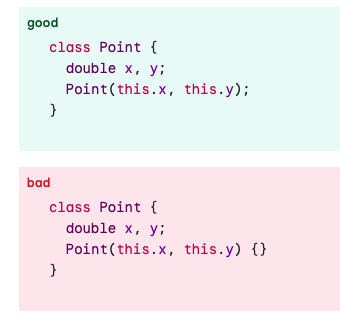 good
class Point {
  double x, y;
  Point(this.x, this.y);
}
bad
class Point {
  double x, y;
  Point(this.x, this.y) {}
}